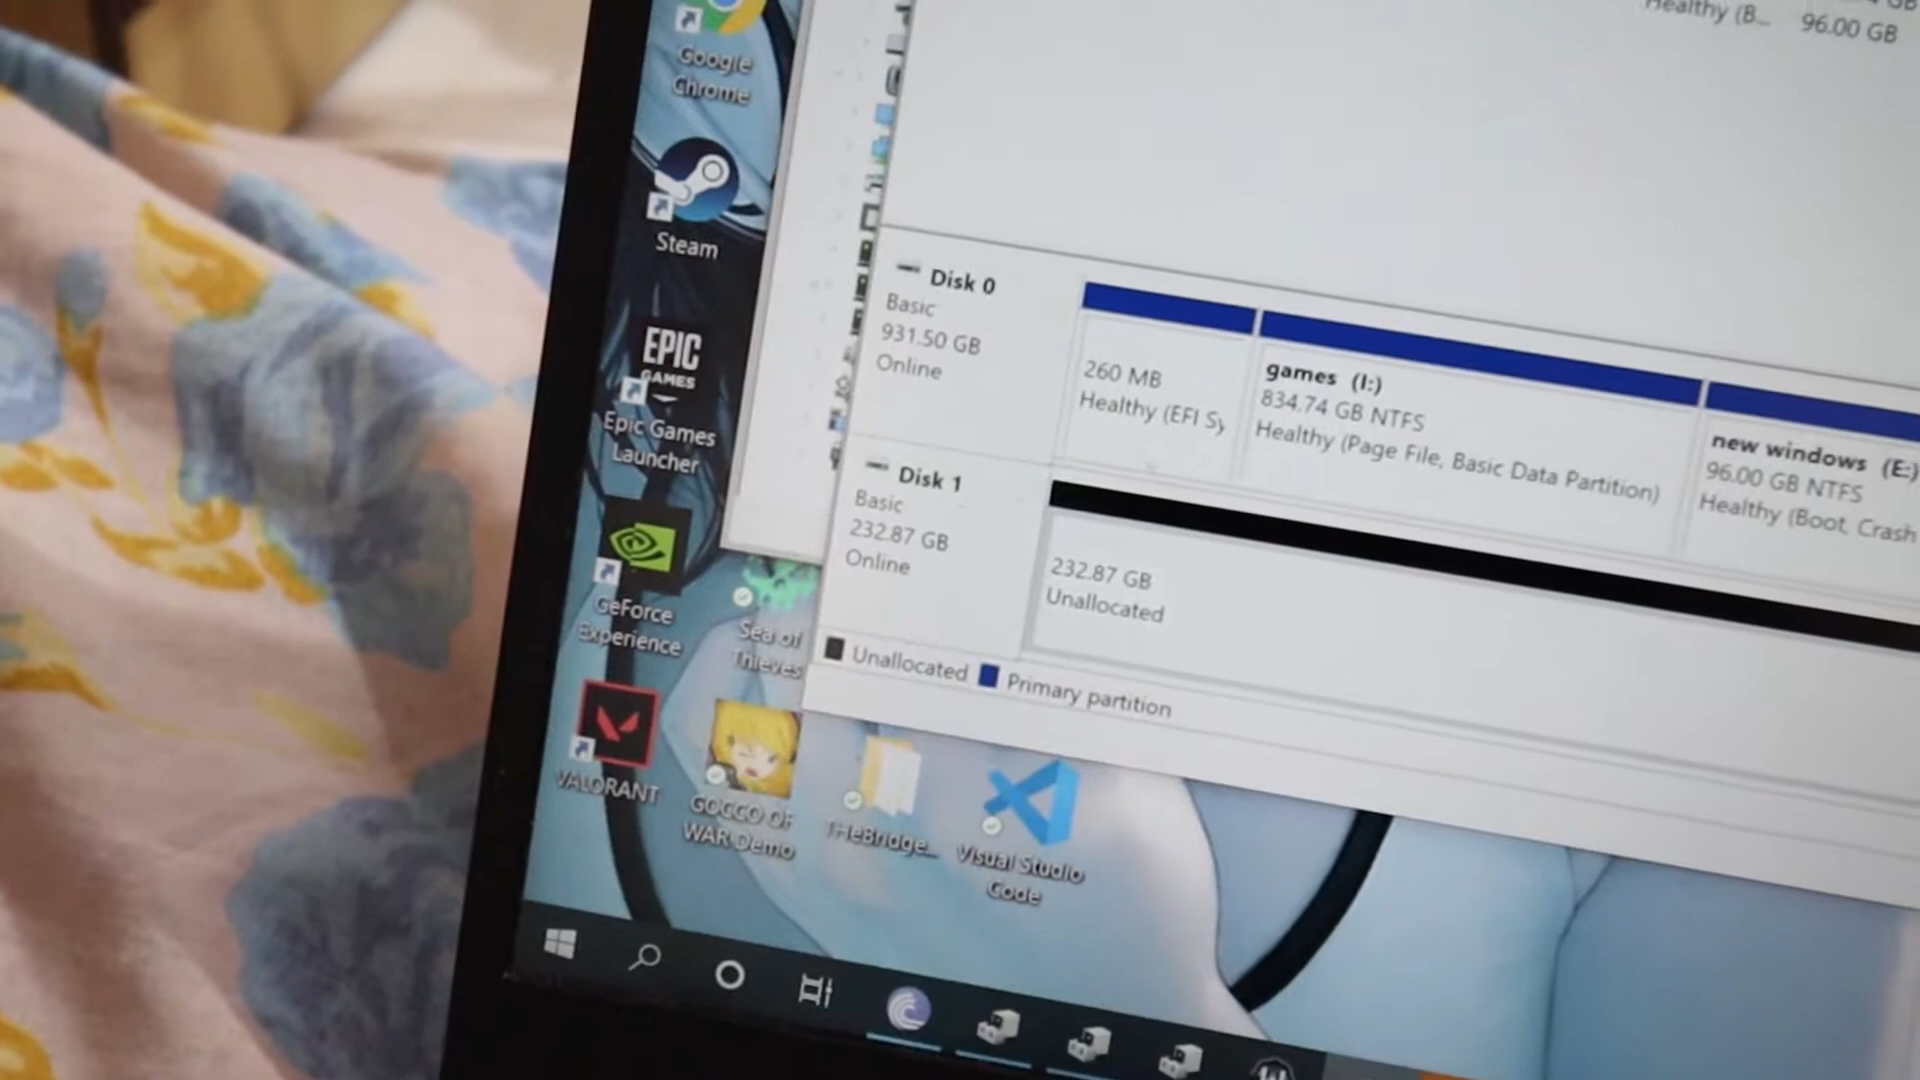 Healthy (B...
96.00 GB
Google
Chrome
Steam
EPIC
GAMES
Epic Games
Launcher
GeForce
Experience
Sea of
Thieves
VALORANT
GOCCO OF
WAR Demo
THeBridge...
Visual Studio
Code
Disk 0
Basic
931.50 GB
Online
260 MB
Healthy (EFI Sy
games (I:)
834.74 GB NTFS
Healthy (Page File, Basic Data Partition)
new windows (E:)
96.00 GB NTFS
Healthy (Boot, Crash
Disk 1
Basic
232.87 GB
Online
232.87 GB
Unallocated
Unallocated
Primary partition